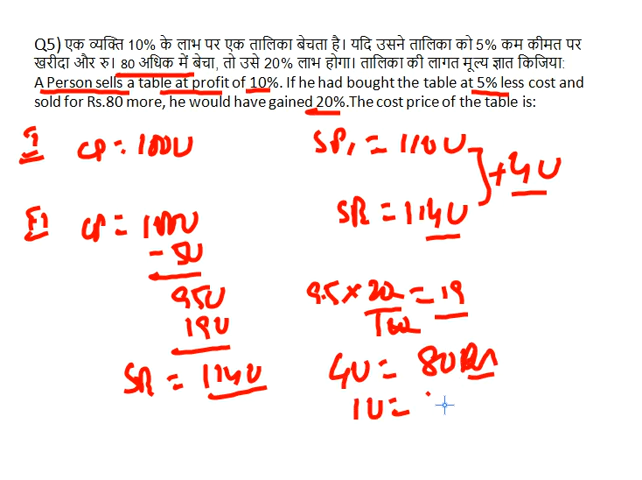 Q5) एक व्यक्ति 10% के लाभ पर एक तालिका बेचता है। यदि उसने तालिका को 5% कम कीमत पर
खरीदा और रु। 80 अधिक में बेचा, तो उसे 20% लाभ होगा। तालिका की लागत मूल्य ज्ञात किजिया:
A Person sells a table at profit of 10%. If he had bought the table at 5% less cost and
sold for Rs.80 more, he would have gained 20%.The cost price of the table is:
CP = 100U SP1 = 110U
+4U
CP = 100U SP2 = 114U
- 5U
95U 95 × 20/100 = 19
19U
SP2 = 114U 4U = 80Rs
1U =